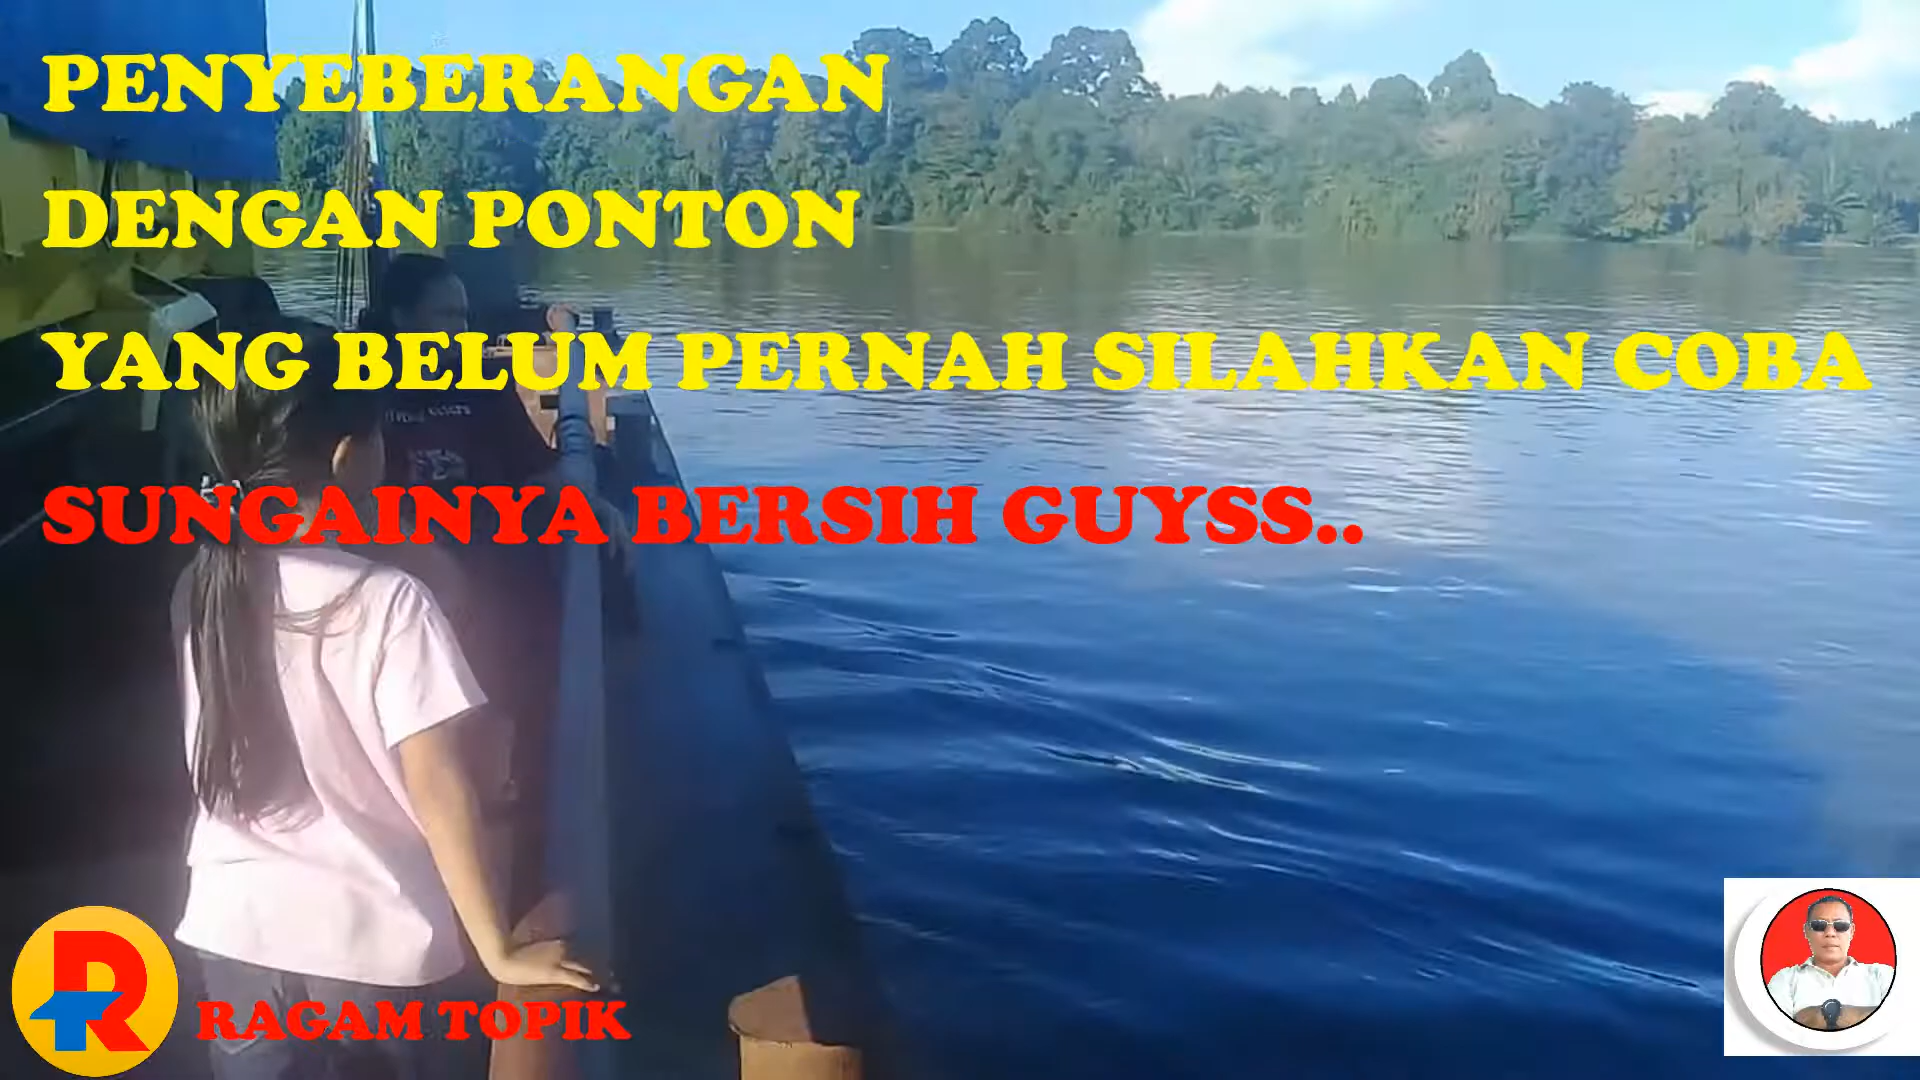 PENYEBERANGAN
DENGAN PONTON
YANG BELUM PERNAH SILAHKAN COBA
SUNGAINYA BERSIH GUYSS..
RAGAM TOPIK